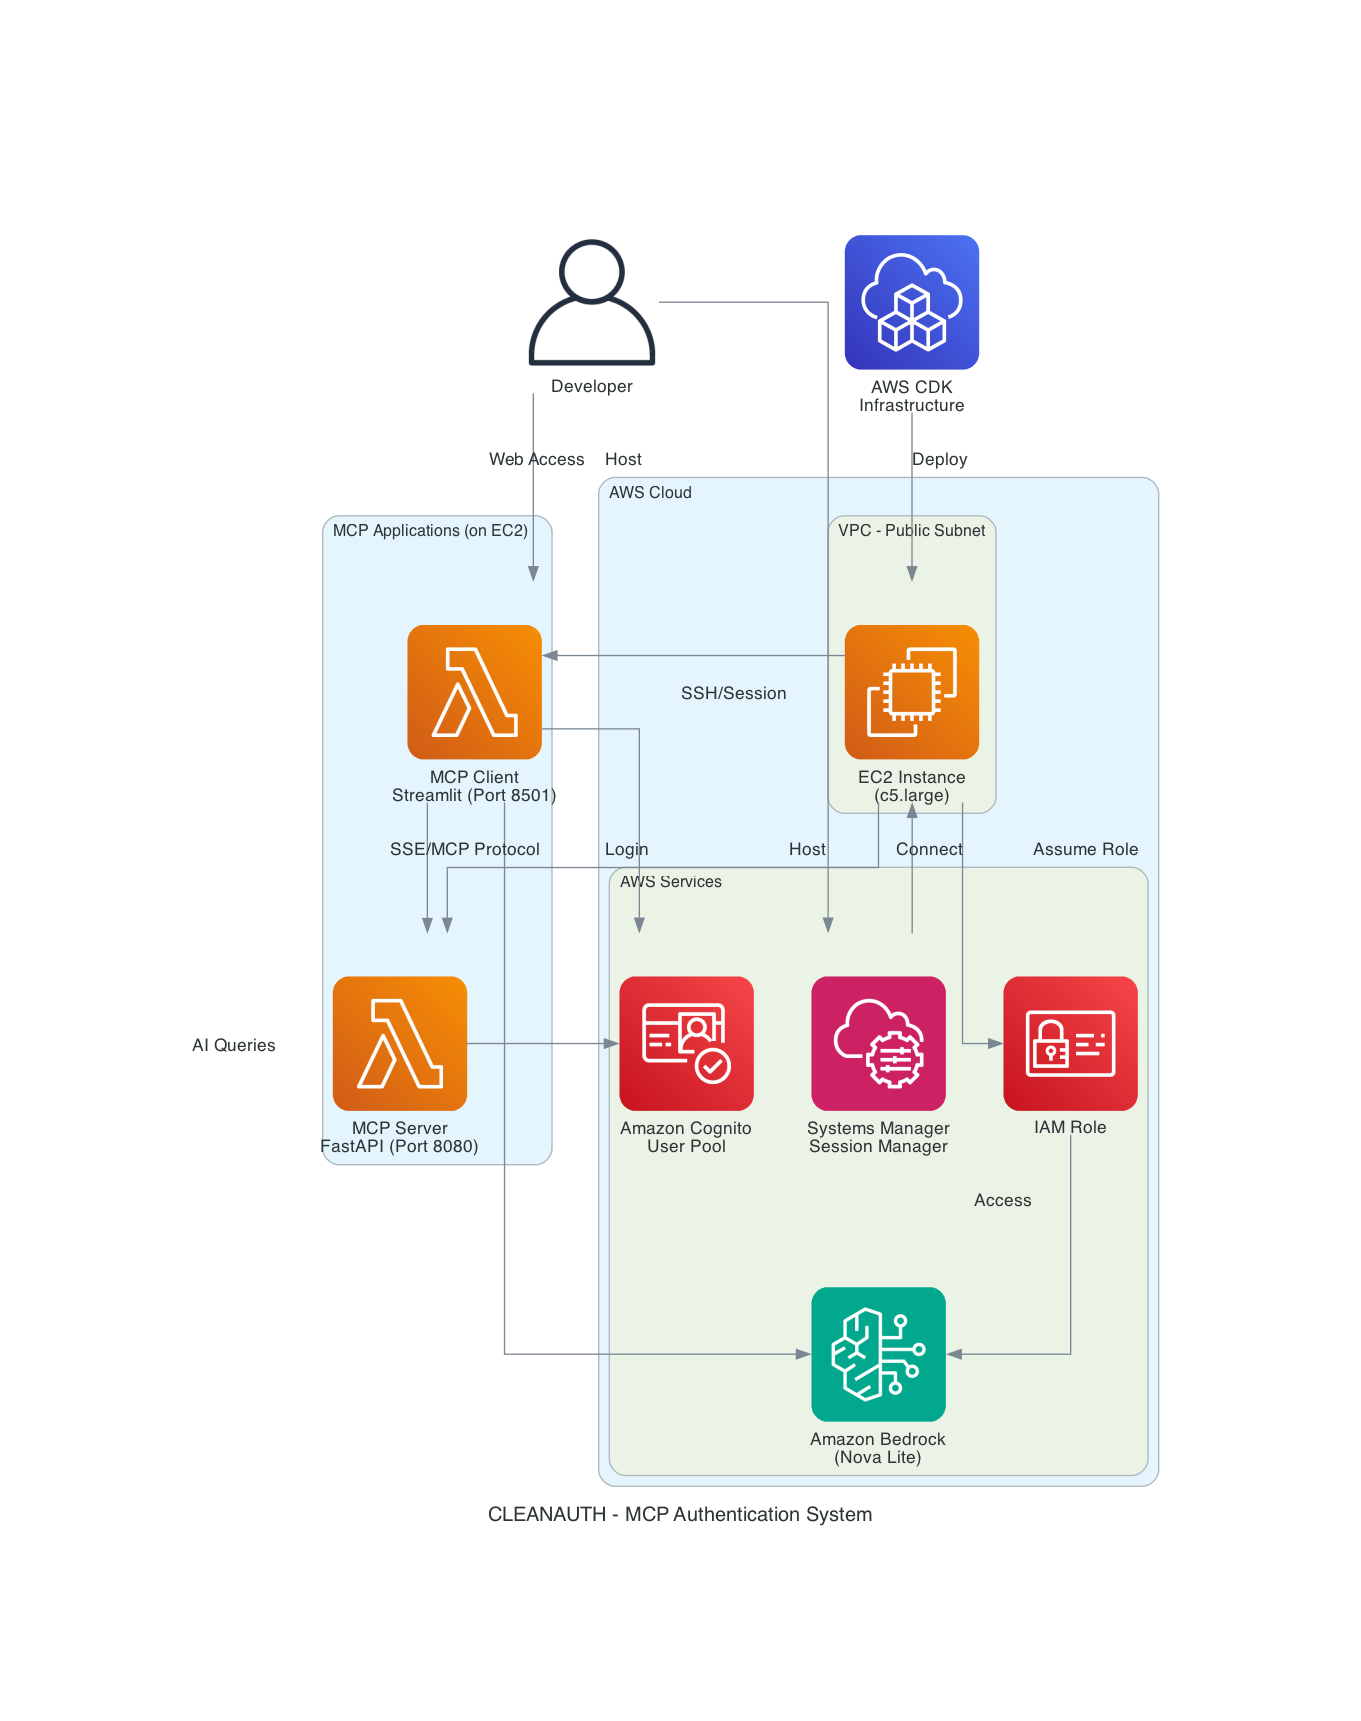 Developer
AWS CDK
Infrastructure
Web Access
Host
Deploy
AWS Cloud
MCP Applications (on EC2)
VPC - Public Subnet
SSH/Session
MCP Client
Streamlit (Port 8501)
EC2 Instance
(c5.large)
SSE/MCP Protocol
Login
Host
Connect
Assume Role
AWS Services
AI Queries
MCP Server
FastAPI (Port 8080)
Amazon Cognito
User Pool
Systems Manager
Session Manager
IAM Role
Access
Amazon Bedrock
(Nova Lite)
CLEANAUTH - MCP Authentication System